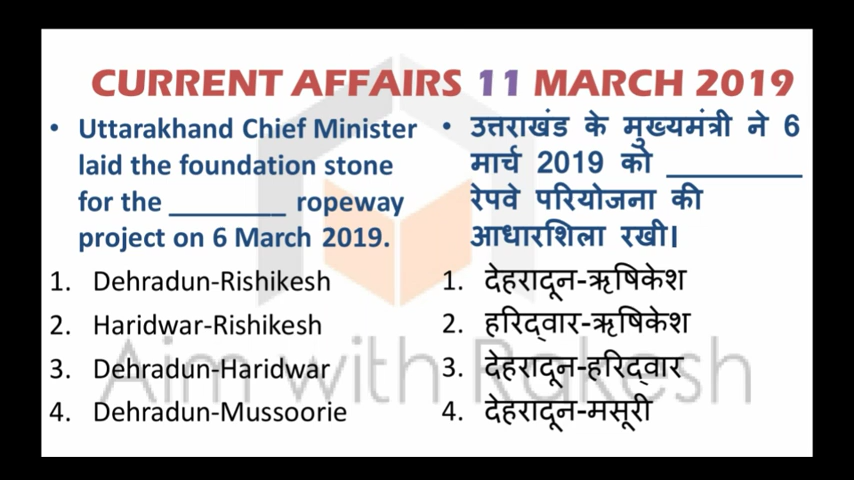 CURRENT AFFAIRS 11 MARCH 2019
• Uttarakhand Chief Minister
laid the foundation stone
for the ________ ropeway
project on 6 March 2019.
1. Dehradun-Rishikesh
2. Haridwar-Rishikesh
3. Dehradun-Haridwar
4. Dehradun-Mussoorie
• उत्तराखंड के मुख्यमंत्री ने 6
मार्च 2019 को _________
रेपवे परियोजना की
आधारशिला रखी।
1. देहरादून-ऋषिकेश
2. हरिद्वार-ऋषिकेश
3. देहरादून-हरिद्वार
4. देहरादून-मसूरी
Aim with Rakesh